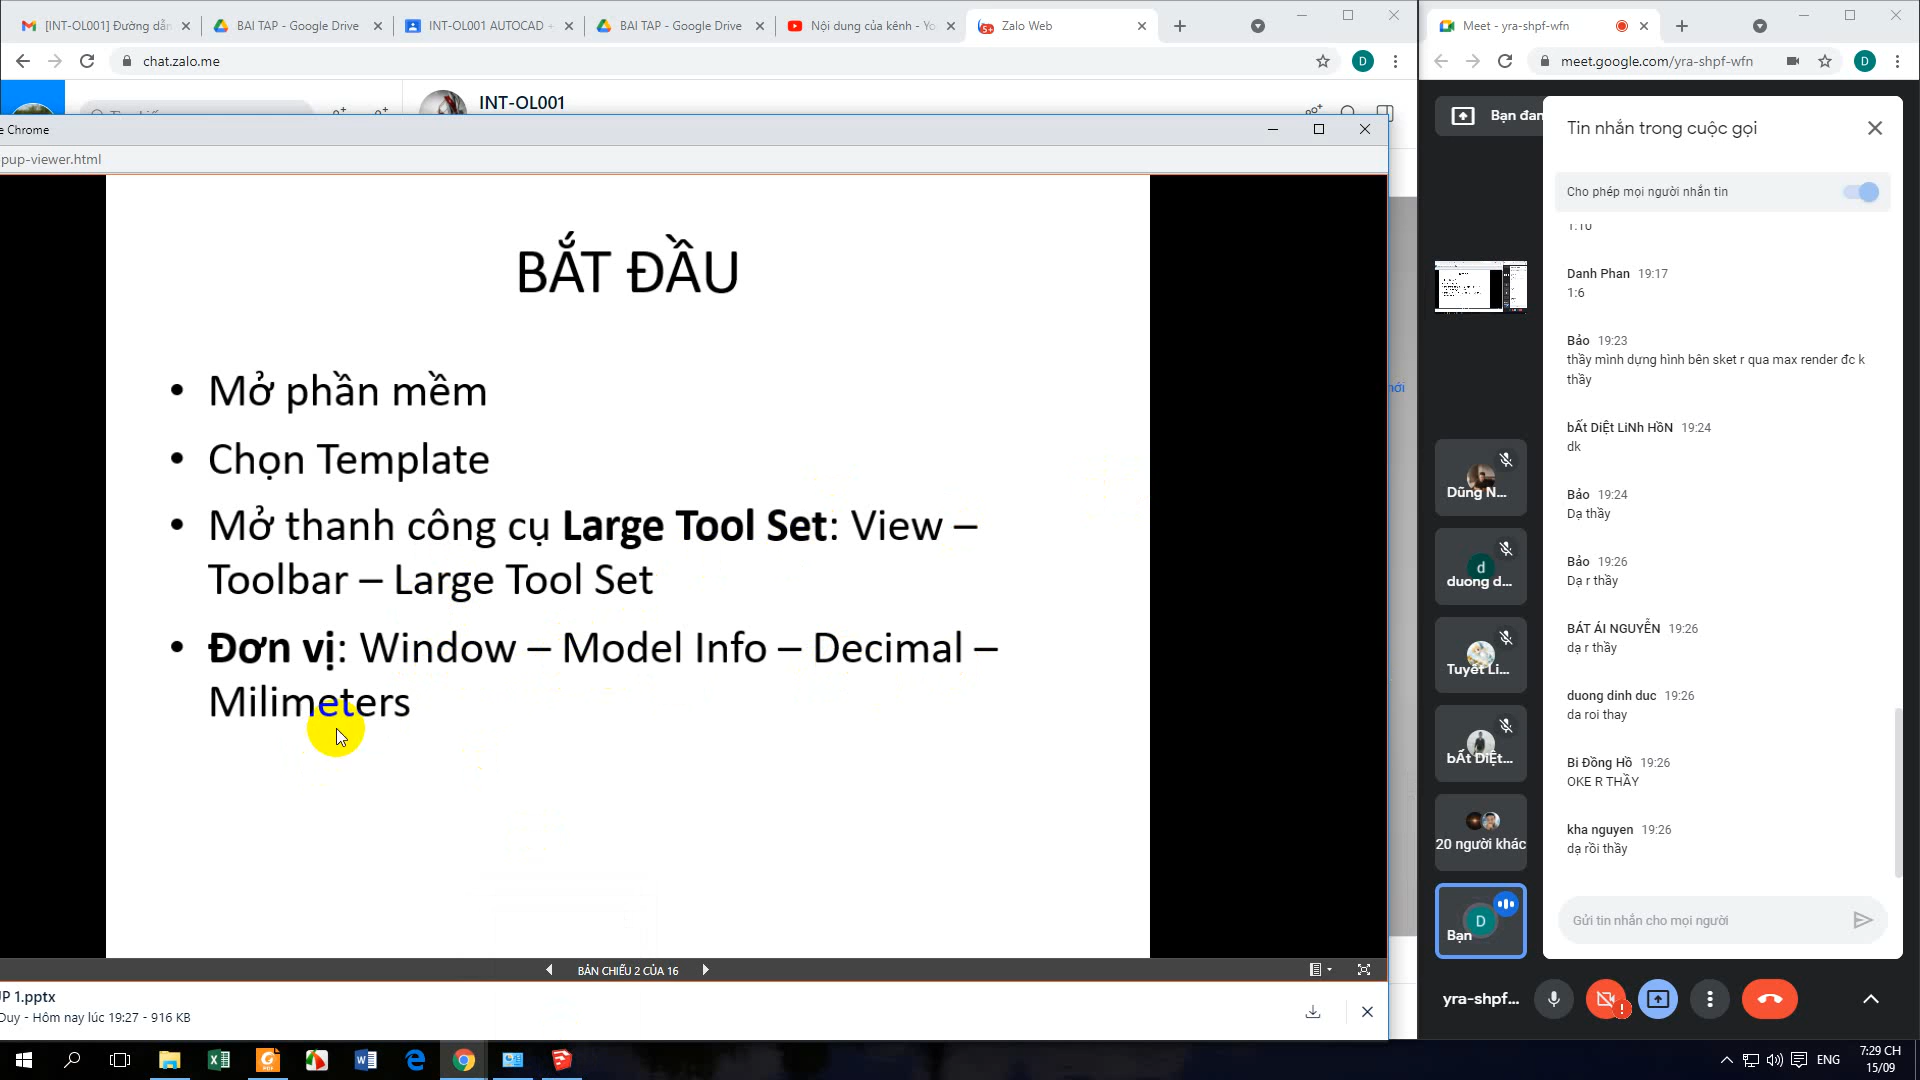 [INT-OL001] Đường dẫn
BAI TAP - Google Drive
INT-OL001 AUTOCAD +
BAI TAP - Google Drive
Nội dung của kênh - Yo
Zalo Web
chat.zalo.me
INT-OL001
e Chrome
pup-viewer.html
BẮT ĐẦU
• Mở phần mềm
• Chọn Template
• Mở thanh công cụ Large Tool Set: View –
Toolbar – Large Tool Set
• Đơn vị: Window – Model Info – Decimal –
Milimeters
BẢN CHIẾU 2 CỦA 16
P 1.pptx
Duy - Hôm nay lúc 19:27 - 916 KB
Meet - yra-shpf-wfn
meet.google.com/yra-shpf-wfn
Bạn đan
Tin nhắn trong cuộc gọi
Cho phép mọi người nhắn tin
1:10
Danh Phan 19:17
1:6
Bảo 19:23
thầy mình dựng hình bên sket r qua max render đc k
thầy
bẤt DiỆt LiNh HồN 19:24
dk
Bảo 19:24
Dạ thầy
Bảo 19:26
Dạ r thầy
BÁT ÁI NGUYỄN 19:26
dạ r thầy
duong dinh duc 19:26
da roi thay
Bi Đồng Hồ 19:26
OKE R THẦY
kha nguyen 19:26
dạ rồi thầy
Gửi tin nhắn cho mọi người
Dũng N...
d
duong d...
Tuyết Li...
bẤt DiỆt...
20 người khác
D
Bạn
yra-shpf...
ENG
7:29 CH
15/09